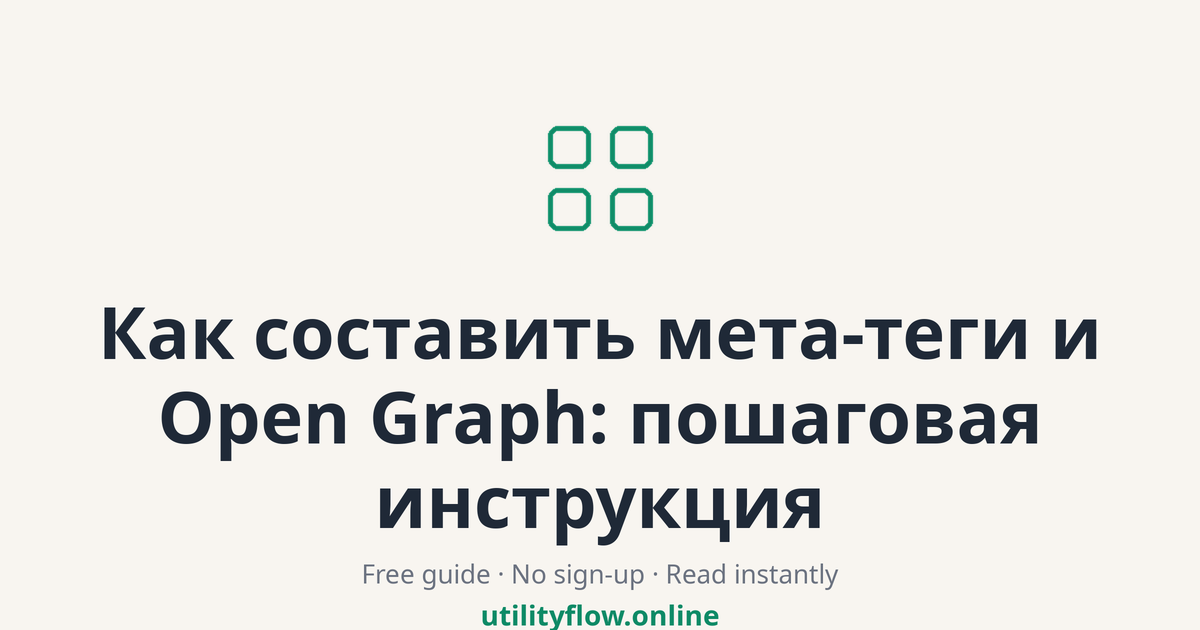 Как составить мета-теги и
Open Graph: пошаговая
инструкция
Free guide · No sign-up · Read instantly
utilityflow.online